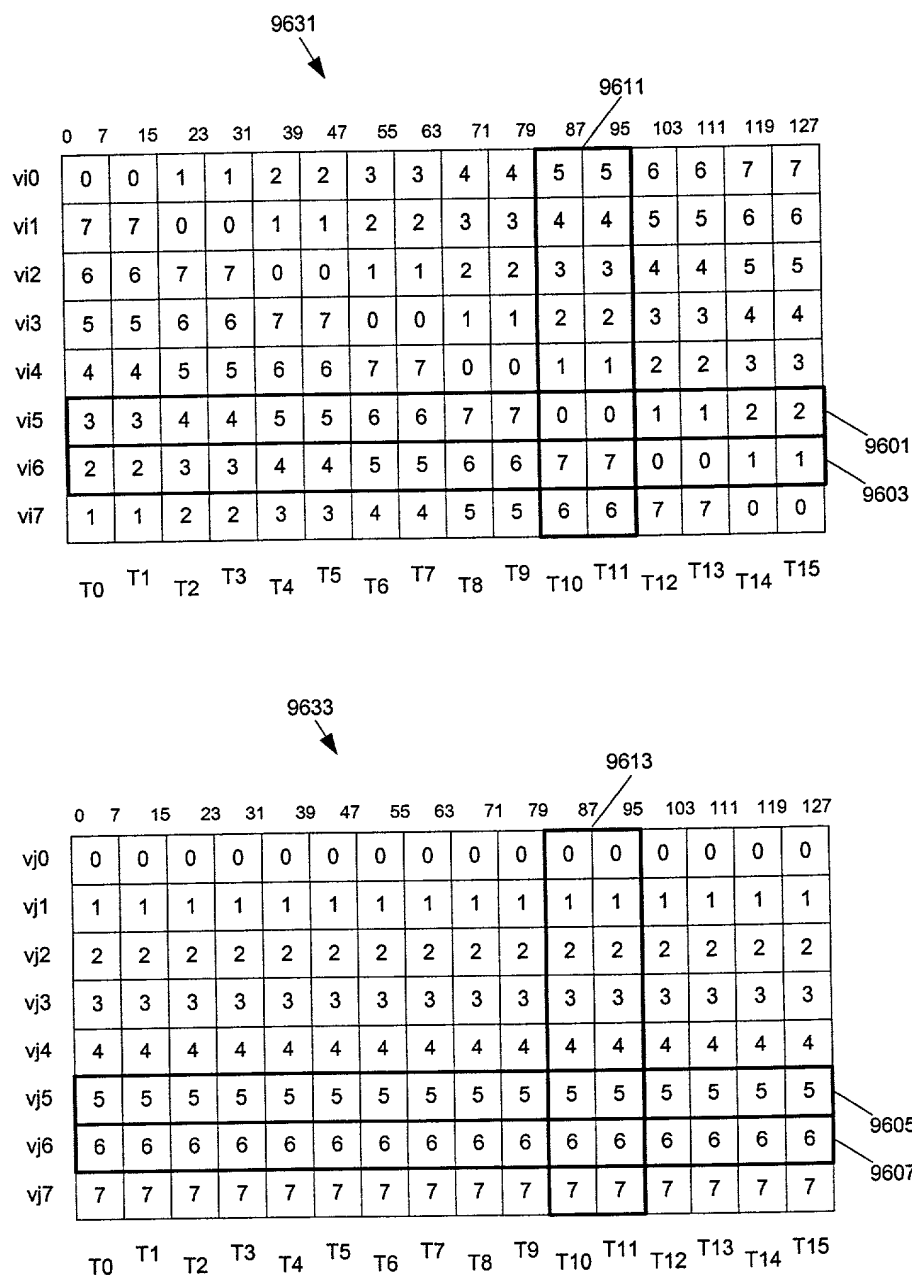 9631
9611
0 7 15 23 31 39 47 55 63 71 79 87 95 103 111 119 127
vi0 0 0 1 1 2 2 3 3 4 4 5 5 6 6 7 7
vi1 7 7 0 0 1 1 2 2 3 3 4 4 5 5 6 6
vi2 6 6 7 7 0 0 1 1 2 2 3 3 4 4 5 5
vi3 5 5 6 6 7 7 0 0 1 1 2 2 3 3 4 4
vi4 4 4 5 5 6 6 7 7 0 0 1 1 2 2 3 3
vi5 3 3 4 4 5 5 6 6 7 7 0 0 1 1 2 2
9601
vi6 2 2 3 3 4 4 5 5 6 6 7 7 0 0 1 1
9603
vi7 1 1 2 2 3 3 4 4 5 5 6 6 7 7 0 0
T0 T1 T2 T3 T4 T5 T6 T7 T8 T9 T10 T11 T12 T13 T14 T15
9633
9613
0 7 15 23 31 39 47 55 63 71 79 87 95 103 111 119 127
vj0 0 0 0 0 0 0 0 0 0 0 0 0 0 0 0 0
vj1 1 1 1 1 1 1 1 1 1 1 1 1 1 1 1 1
vj2 2 2 2 2 2 2 2 2 2 2 2 2 2 2 2 2
vj3 3 3 3 3 3 3 3 3 3 3 3 3 3 3 3 3
vj4 4 4 4 4 4 4 4 4 4 4 4 4 4 4 4 4
vj5 5 5 5 5 5 5 5 5 5 5 5 5 5 5 5 5
9605
vj6 6 6 6 6 6 6 6 6 6 6 6 6 6 6 6 6
9607
vj7 7 7 7 7 7 7 7 7 7 7 7 7 7 7 7 7
T0 T1 T2 T3 T4 T5 T6 T7 T8 T9 T10 T11 T12 T13 T14 T15